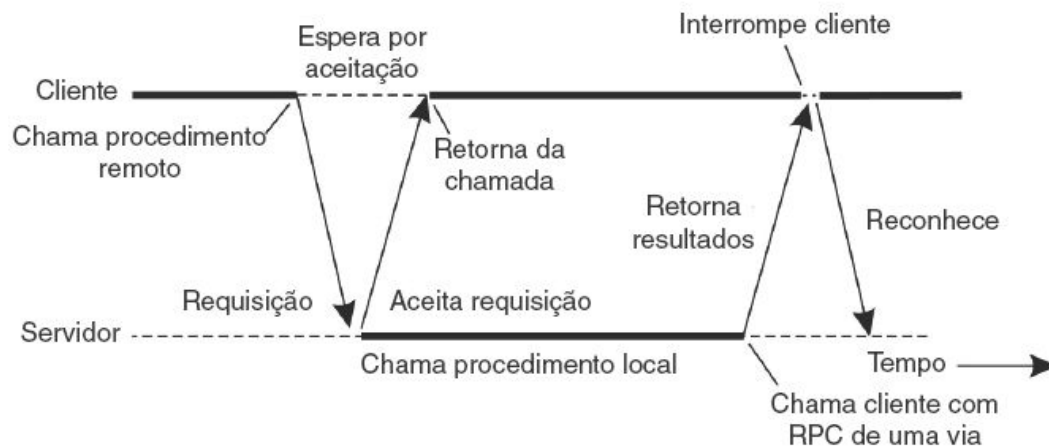 Interrompe cliente
Espera por
aceitação
Cliente
Chama procedimento
remoto
Retorna da
chamada
Retorna
resultados
Reconhece
Requisição
Aceita requisição
Servidor
Chama procedimento local
Tempo
Chama cliente com
RPC de uma via